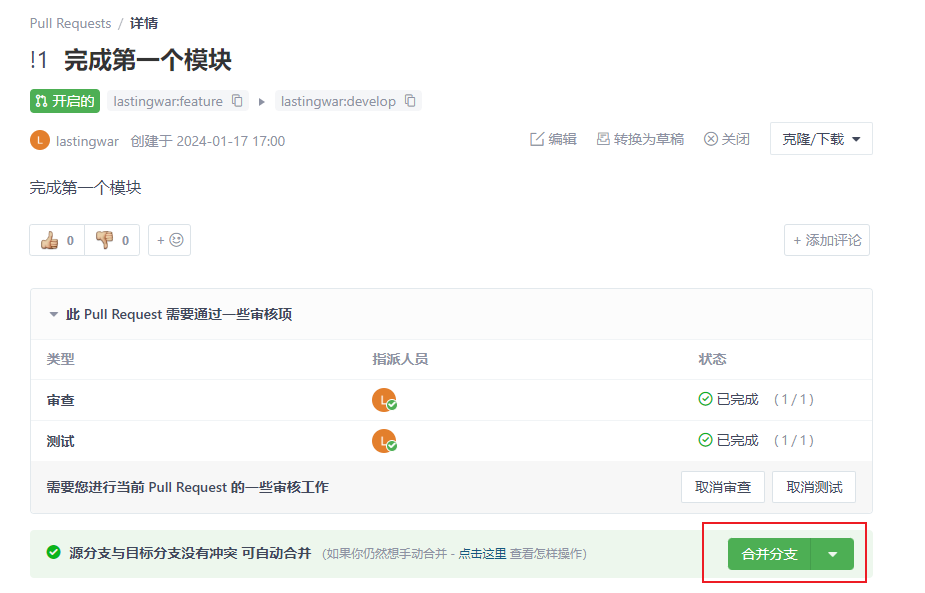 Pull Requests / 详情
!1 完成第一个模块
开启的 lastingwar:feature lastingwar:develop
L lastingwar 创建于 2024-01-17 17:00 编辑 转换为草稿 关闭 克隆/下载
完成第一个模块
0 0 + + 添加评论
此 Pull Request 需要通过一些审核项
类型 指派人员 状态
审查 L 已完成 (1/1)
测试 L 已完成 (1/1)
需要您进行当前 Pull Request 的一些审核工作 取消审查 取消测试
源分支与目标分支没有冲突 可自动合并 (如果你仍然想手动合并 - 点击这里 查看怎样操作) 合并分支